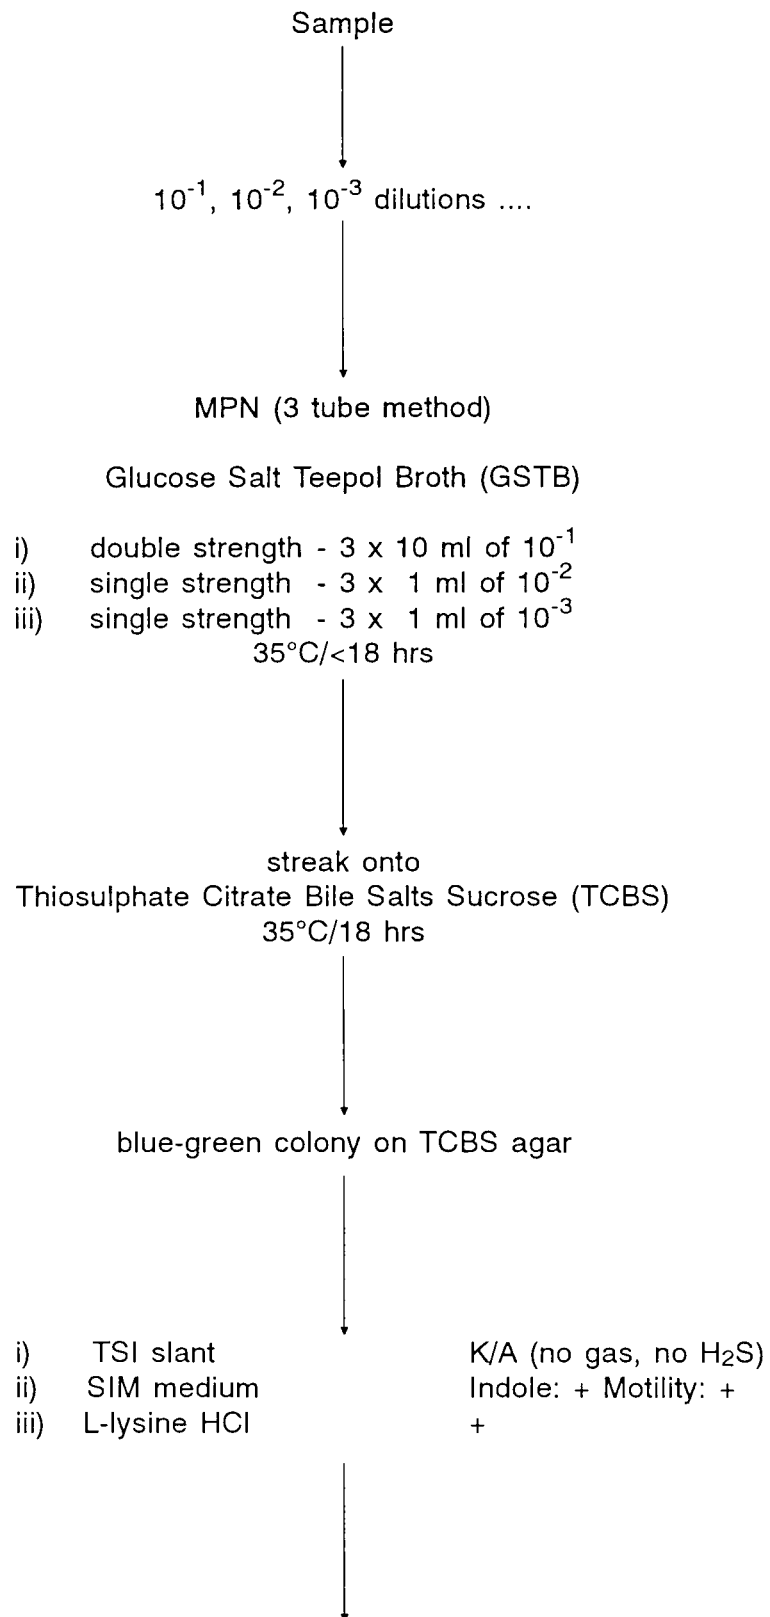 Sample
10⁻¹, 10⁻², 10⁻³ dilutions ....
MPN (3 tube method)
Glucose Salt Teepol Broth (GSTB)
i) double strength - 3 x 10 ml of 10⁻¹
ii) single strength - 3 x 1 ml of 10⁻²
iii) single strength - 3 x 1 ml of 10⁻³
35°C/<18 hrs
streak onto
Thiosulphate Citrate Bile Salts Sucrose (TCBS)
35°C/18 hrs
blue-green colony on TCBS agar
i) TSI slant K/A (no gas, no H₂S)
ii) SIM medium Indole: + Motility: +
iii) L-lysine HCl +